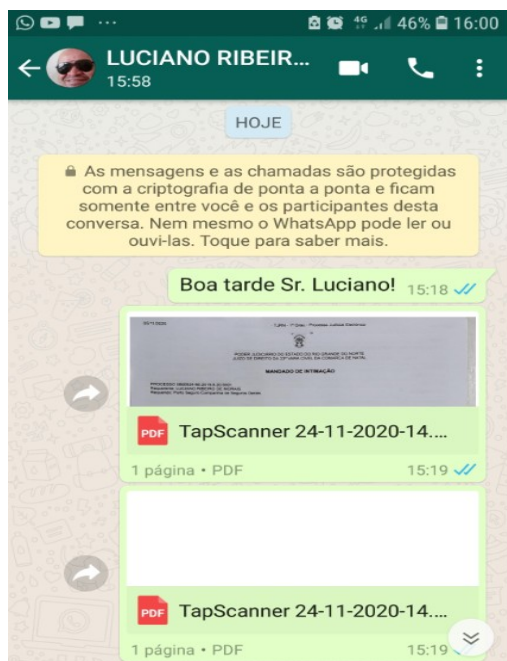 ... 4G 46% 16:00
LUCIANO RIBEIR...
15:58
HOJE
As mensagens e as chamadas são protegidas
com a criptografia de ponta a ponta e ficam
somente entre você e os participantes desta
conversa. Nem mesmo o WhatsApp pode ler ou
ouvi-las. Toque para saber mais.
Boa tarde Sr. Luciano! 15:18
PODER JUDICIÁRIO DO ESTADO DO RIO GRANDE DO NORTE
MANDADO DE INTIMAÇÃO
PDF TapScanner 24-11-2020-14....
1 página • PDF 15:19
PDF TapScanner 24-11-2020-14....
1 página • PDF 15:19